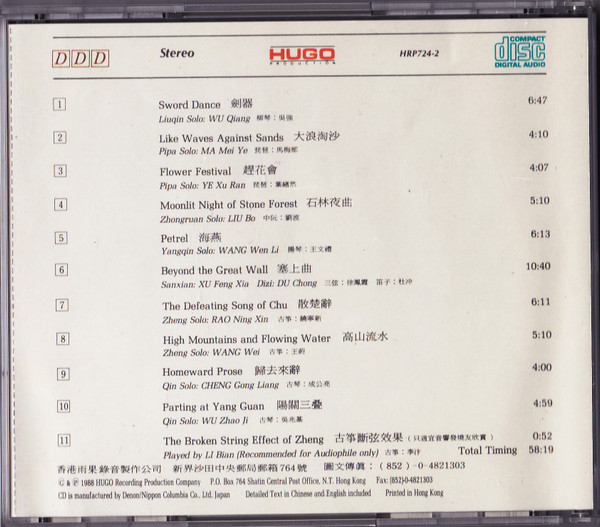 DDD Stereo HUGO PRODUCTION HRP724-2 COMPACT disc DIGITAL AUDIO
1 Sword Dance 劍器 6:47
Liuqin Solo: WU Qiang 柳琴：吳強
2 Like Waves Against Sands 大浪淘沙 4:10
Pipa Solo: MA Mei Ye 琵琶：馬梅
3 Flower Festival 趕花會 4:07
Pipa Solo: YE Xu Ran 琵琶：葉緒然
4 Moonlit Night of Stone Forest 石林夜曲 5:10
Zhongruan Solo: LIU Bo 中阮：劉波
5 Petrel 海燕 6:13
Yangqin Solo: WANG Wen Li 揚琴：王文禮
6 Beyond the Great Wall 塞上曲 10:40
Sanxian: XU Feng Xia Dizi: DU Chong 三弦：徐鳳霞 笛子：杜冲
7 The Defeating Song of Chu 散楚辭 6:11
Zheng Solo: RAO Ning Xin 古箏：饒寧新
8 High Mountains and Flowing Water 高山流水 5:10
Zheng Solo: WANG Wei 古箏：王蔚
9 Homeward Prose 歸去來辭 4:00
Qin Solo: CHENG Gong Liang 古琴：成公亮
10 Parting at Yang Guan 陽關三叠 4:59
Qin Solo: WU Zhao Ji 古琴：吳兆基
11 The Broken String Effect of Zheng 古箏斷弦效果（只適宜音響發燒友欣賞） 0:52
Played by LI Bian (Recommended for Audiophile only) 古箏：李汴 Total Timing 58:19
香港雨果錄音製作公司 新界沙田中央郵局郵箱764號 圖文傳真：(852)-0-4821303
© & ℗ 1988 HUGO Recording Production Company P.O. Box 764 Shatin Central Post Office, N.T. Hong Kong Fax: (852)-0-4821303
CD is manufactured by Denon/Nippon Columbia Co., Ltd. Japan Detailed Text in Chinese and English included Printed in Hong Kong